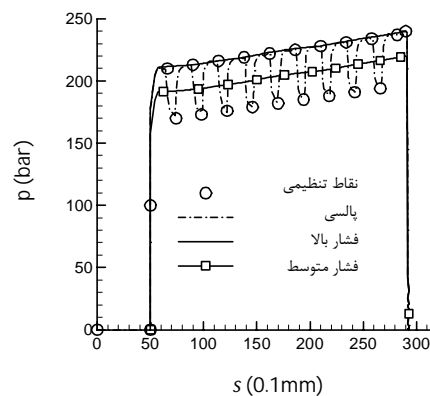 250
200
150
100
50
0
0
50
100
150
200
250
300
p (bar)
s (0.1mm)
نقاط تنظیمی
پالسی
فشار بالا
فشار متوسط